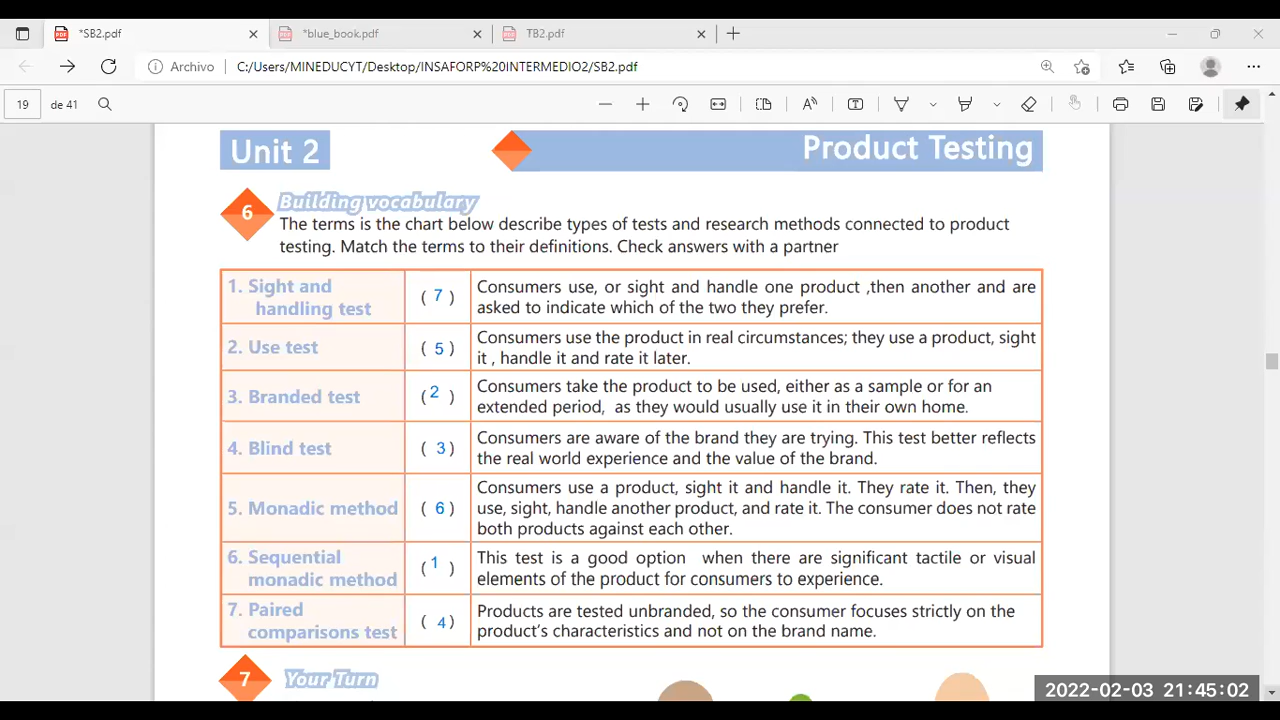 *SB2.pdf
*blue_book.pdf
TB2.pdf
Archivo
C:/Users/MINEDUCYT/Desktop/INSAFORP%20INTERMEDIO2/SB2.pdf
19
de 41
Unit 2
Product Testing
6
Building vocabulary
The terms is the chart below describe types of tests and research methods connected to product
testing. Match the terms to their definitions. Check answers with a partner
1. Sight and
handling test
( 7 )
Consumers use, or sight and handle one product ,then another and are
asked to indicate which of the two they prefer.
2. Use test
( 5 )
Consumers use the product in real circumstances; they use a product, sight
it , handle it and rate it later.
3. Branded test
( 2 )
Consumers take the product to be used, either as a sample or for an
extended period, as they would usually use it in their own home.
4. Blind test
( 3 )
Consumers are aware of the brand they are trying. This test better reflects
the real world experience and the value of the brand.
5. Monadic method
( 6 )
Consumers use a product, sight it and handle it. They rate it. Then, they
use, sight, handle another product, and rate it. The consumer does not rate
both products against each other.
6. Sequential
monadic method
( 1 )
This test is a good option when there are significant tactile or visual
elements of the product for consumers to experience.
7. Paired
comparisons test
( 4 )
Products are tested unbranded, so the consumer focuses strictly on the
product's characteristics and not on the brand name.
7
Your Turn
2022-02-03 21:45:02